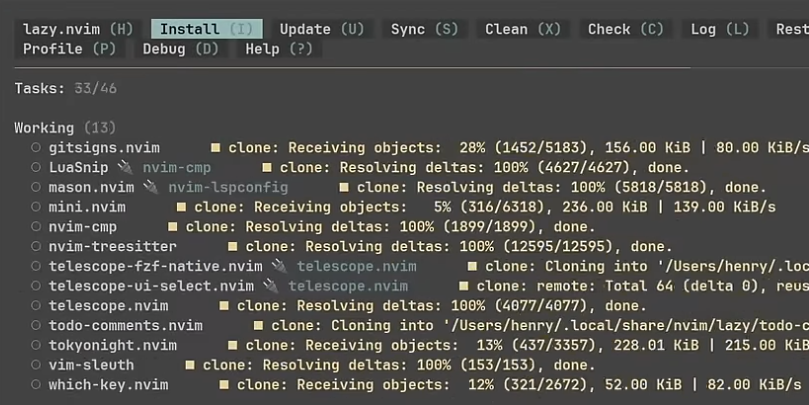 lazy.nvim (H) Install (I) Update (U) Sync (S) Clean (X) Check (C) Log (L) Rest
Profile (P) Debug (D) Help (?)
Tasks: 33/46
Working (13)
gitsigns.nvim ■ clone: Receiving objects: 28% (1452/5183), 156.00 KiB | 80.00 KiB/s
LuaSnip nvim-cmp ■ clone: Resolving deltas: 100% (4627/4627), done.
mason.nvim nvim-lspconfig ■ clone: Resolving deltas: 100% (5818/5818), done.
mini.nvim ■ clone: Receiving objects: 5% (316/6318), 236.00 KiB | 139.00 KiB/s
nvim-cmp ■ clone: Resolving deltas: 100% (1899/1899), done.
nvim-treesitter ■ clone: Resolving deltas: 100% (12595/12595), done.
telescope-fzf-native.nvim telescope.nvim ■ clone: Cloning into '/Users/henry/.loc
telescope-ui-select.nvim telescope.nvim ■ clone: remote: Total 64 (delta 0), reus
telescope.nvim ■ clone: Resolving deltas: 100% (4077/4077), done.
todo-comments.nvim ■ clone: Cloning into '/Users/henry/.local/share/nvim/lazy/todo-c
tokyonight.nvim ■ clone: Receiving objects: 13% (437/3357), 228.01 KiB | 215.00 KiB
vim-sleuth ■ clone: Resolving deltas: 100% (153/153), done.
which-key.nvim ■ clone: Receiving objects: 12% (321/2672), 52.00 KiB | 82.00 KiB/s